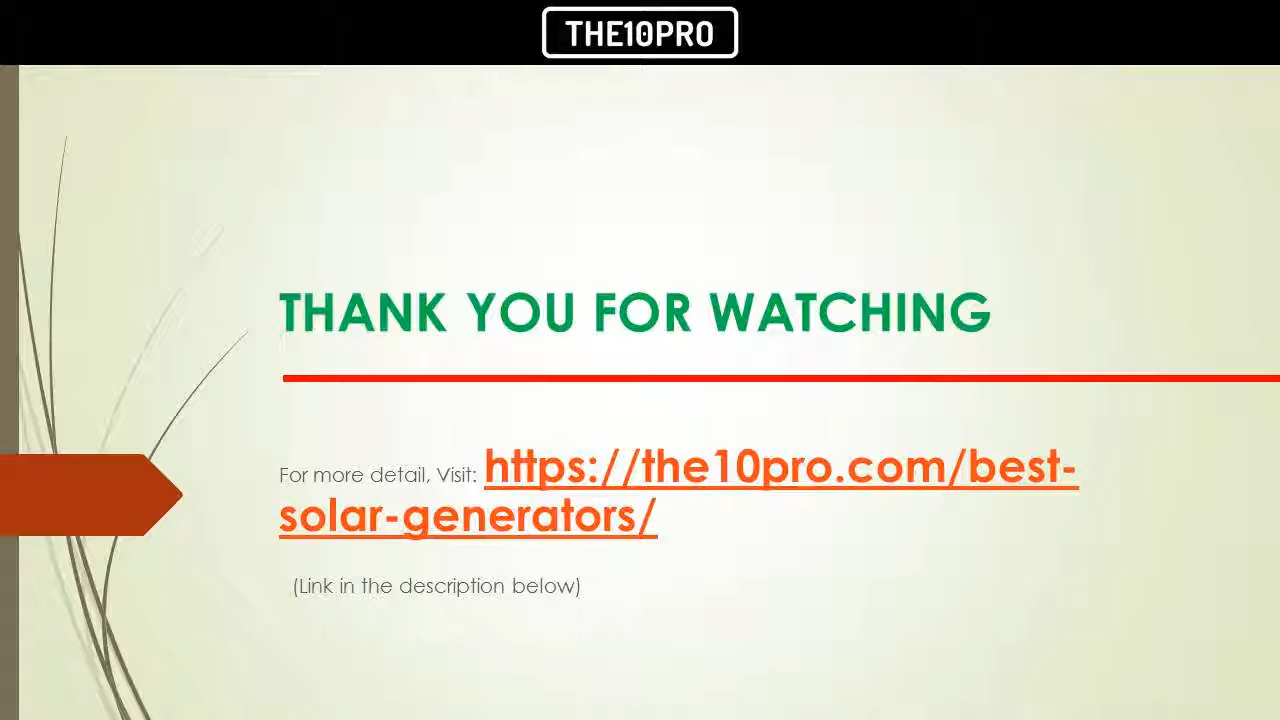 THE10PRO
THANK YOU FOR WATCHING
For more detail, Visit: https://the10pro.com/best-
solar-generators/
(Link in the description below)